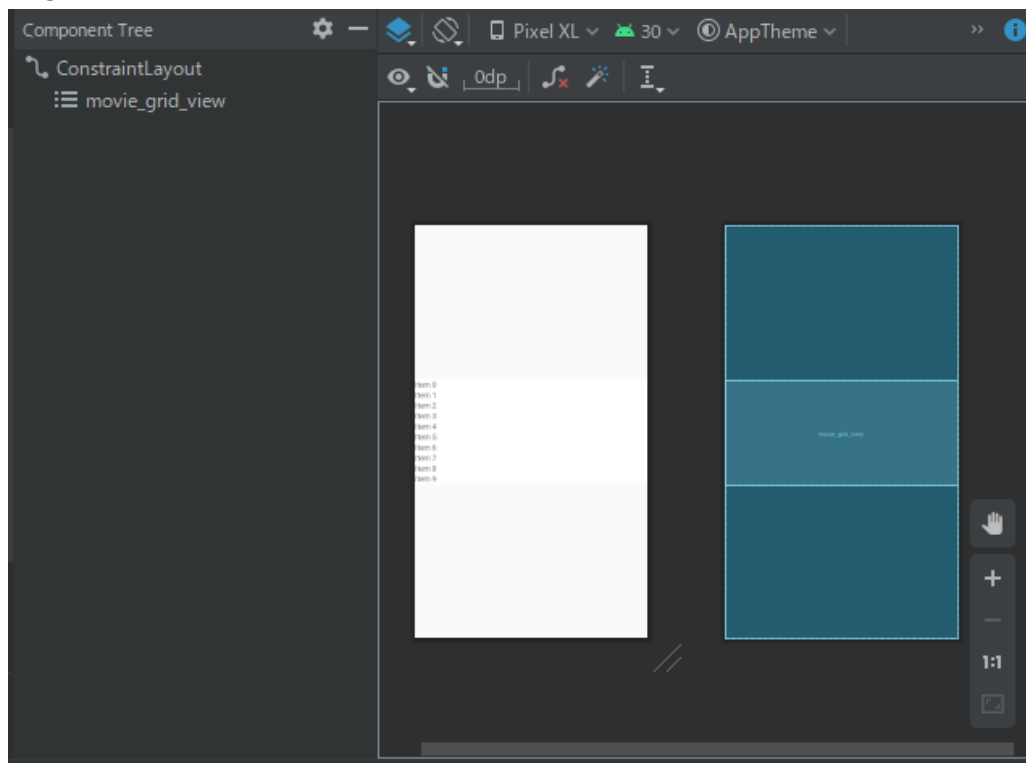 Component Tree
Pixel XL
30
AppTheme
ConstraintLayout
0dp
movie_grid_view
Item 0
Item 1
Item 2
Item 3
Item 4
Item 5
Item 6
Item 7
Item 8
Item 9
movie_grid_view
1:1